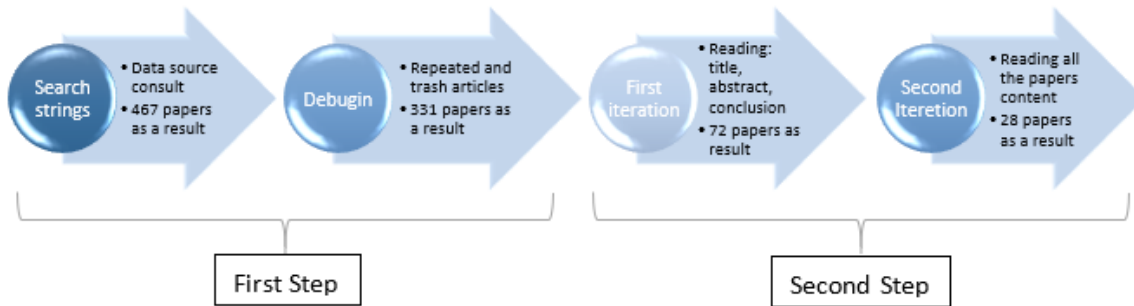 Search
strings
• Data source
consult
• 467 papers
as a result
Debugin
• Repeated and
trash articles
• 331 papers as
a result
First
iteration
• Reading:
title,
abstract,
conclusion
• 72 papers as
result
Second
Iteretion
• Reading all
the papers
content
• 28 papers
as a result
First Step
Second Step